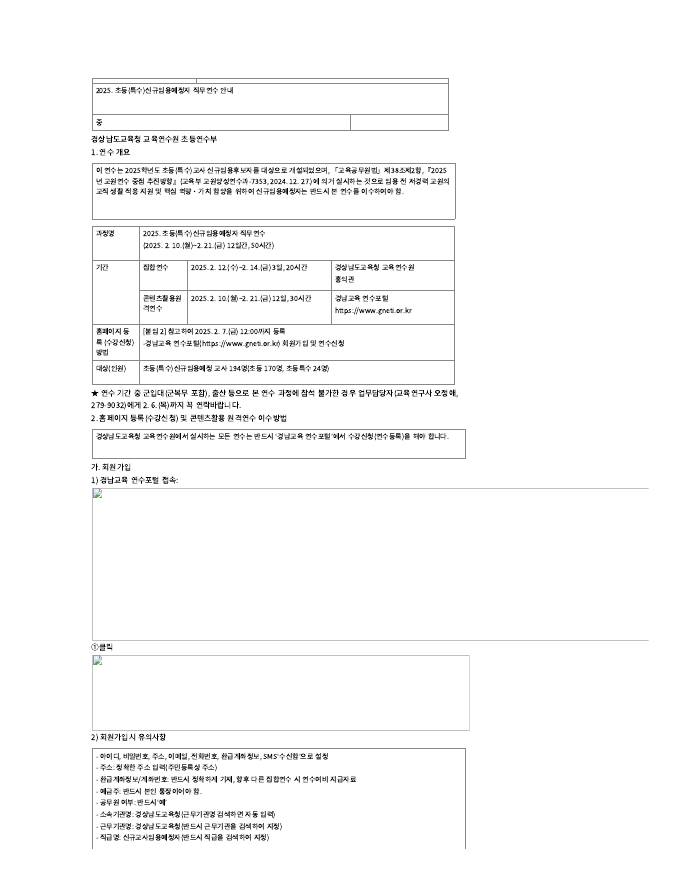 2025. 초등(특수)신규임용예정자 직무연수 안내
중
경상남도교육청 교육연수원 초등연수부
1. 연수 개요
이 연수는 2025학년도 초등(특수)교사 신규임용후보자를 대상으로 개설되었으며, 「교육공무원법」 제38조제2항, 『2025
년 교원연수 중점 추진방향』(교육부 교원양성연수과-7353, 2024. 12. 27.)에 의거 실시하는 것으로 임용 전 저경력 교원의
교직 생활 적응 지원 및 핵심 역량·가치 함양을 위하여 신규임용예정자는 반드시 본 연수를 이수하여야 함.
과정명
2025. 초등(특수)신규임용예정자 직무연수
(2025. 2. 10.(월)~2. 21.(금) 12일간, 50시간)
기간
집합연수
2025. 2. 12.(수)~2. 14.(금) 3일, 20시간
경상남도교육청 교육연수원
홍익관
콘텐츠활용원
격연수
2025. 2. 10.(월)~2. 21.(금) 12일, 30시간
경남교육 연수포털
https://www.gneti.or.kr
홈페이지 등
록 (수강신청)
방법
[붙임 2] 참고하여 2025. 2. 7.(금) 12:00까지 등록
-경남교육 연수포털(https://www.gneti.or.kr) 회원가입 및 연수신청
대상(인원)
초등(특수)신규임용예정 교사 194명(초등 170명, 초등특수 24명)
★ 연수 기간 중 군입대(군복무 포함), 출산 등으로 본 연수 과정에 참석 불가한 경우 업무담당자(교육연구사 오정애,
279-9032)에게 2. 6.(목)까지 꼭 연락바랍니다.
2. 홈페이지 등록(수강신청) 및 콘텐츠활용 원격연수 이수방법
경상남도교육청 교육연수원에서 실시하는 모든 연수는 반드시 '경남교육 연수포털'에서 수강신청(연수등록)을 해야 합니다.
가. 회원 가입
1) 경남교육 연수포털 접속:
①클릭
2) 회원가입 시 유의사항
- 아이디, 비밀번호, 주소, 이메일, 전화번호, 환급계좌정보, SMS'수신함'으로 설정
- 주소: 정확한 주소 입력(주민등록상 주소)
- 환급계좌정보/계좌번호: 반드시 정확하게 기재, 향후 다른 집합연수 시 연수여비 지급자료
- 예금주: 반드시 본인 통장이어야 함.
- 공무원 여부: 반드시'예'
- 소속기관명: 경상남도교육청(근무기관명 검색하면 자동 입력)
- 근무기관명: 경상남도교육청(반드시 근무기관을 검색하여 지정)
- 직급명: 신규교사임용예정자(반드시 직급을 검색하여 지정)